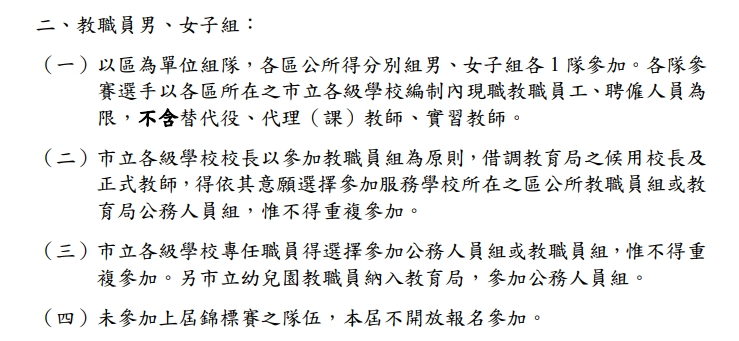 二、教職員男、女子組：
（一）以區為單位組隊，各區公所得分別組男、女子組各 1 隊參加。各隊參
賽選手以各區所在之市立各級學校編制內現職教職員工、聘僱人員為
限，不含替代役、代理（課）教師、實習教師。
（二）市立各級學校校長以參加教職員組為原則，借調教育局之候用校長及
正式教師，得依其意願選擇參加服務學校所在之區公所教職員組或教
育局公務人員組，惟不得重複參加。
（三）市立各級學校專任職員得選擇參加公務人員組或教職員組，惟不得重
複參加。另市立幼兒園教職員納入教育局，參加公務人員組。
（四）未參加上屆錦標賽之隊伍，本屆不開放報名參加。